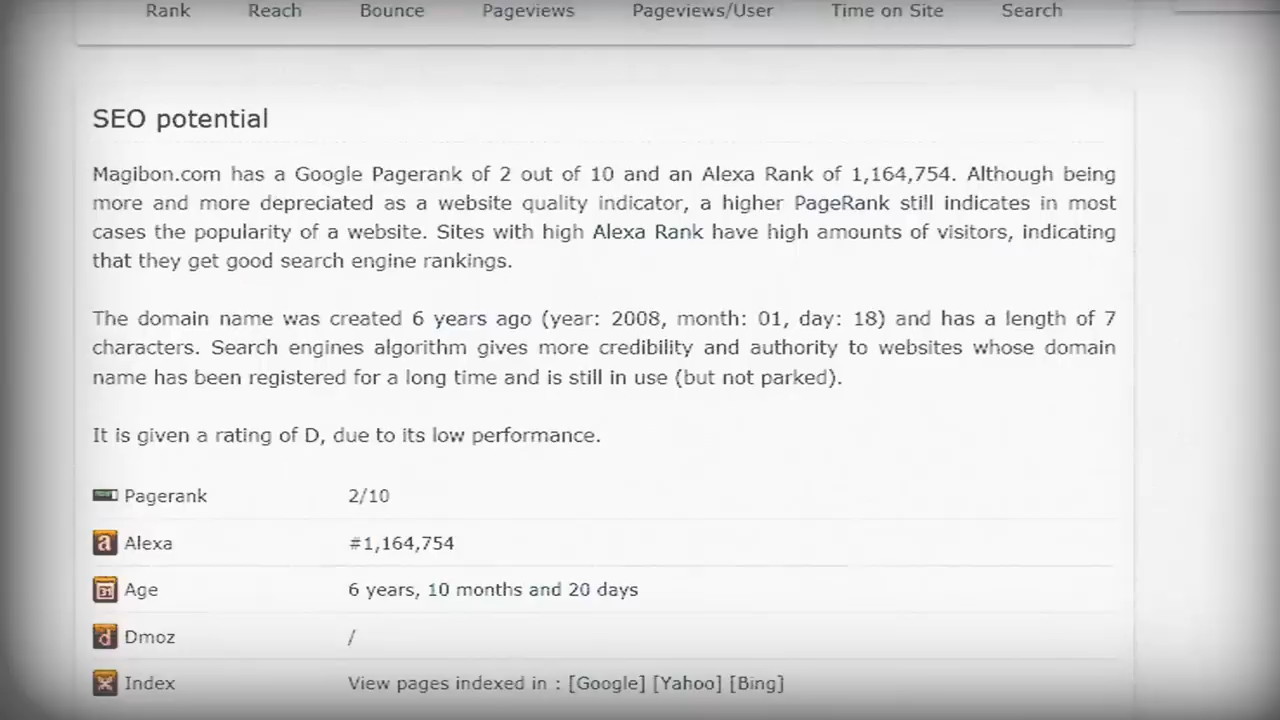 Rank Reach Bounce Pageviews Pageviews/User Time on Site Search
SEO potential
Magibon.com has a Google Pagerank of 2 out of 10 and an Alexa Rank of 1,164,754. Although being
more and more depreciated as a website quality indicator, a higher PageRank still indicates in most
cases the popularity of a website. Sites with high Alexa Rank have high amounts of visitors, indicating
that they get good search engine rankings.
The domain name was created 6 years ago (year: 2008, month: 01, day: 18) and has a length of 7
characters. Search engines algorithm gives more credibility and authority to websites whose domain
name has been registered for a long time and is still in use (but not parked).
It is given a rating of D, due to its low performance.
Pagerank 2/10
a Alexa #1,164,754
31 Age 6 years, 10 months and 20 days
d Dmoz /
Index View pages indexed in : [Google] [Yahoo] [Bing]